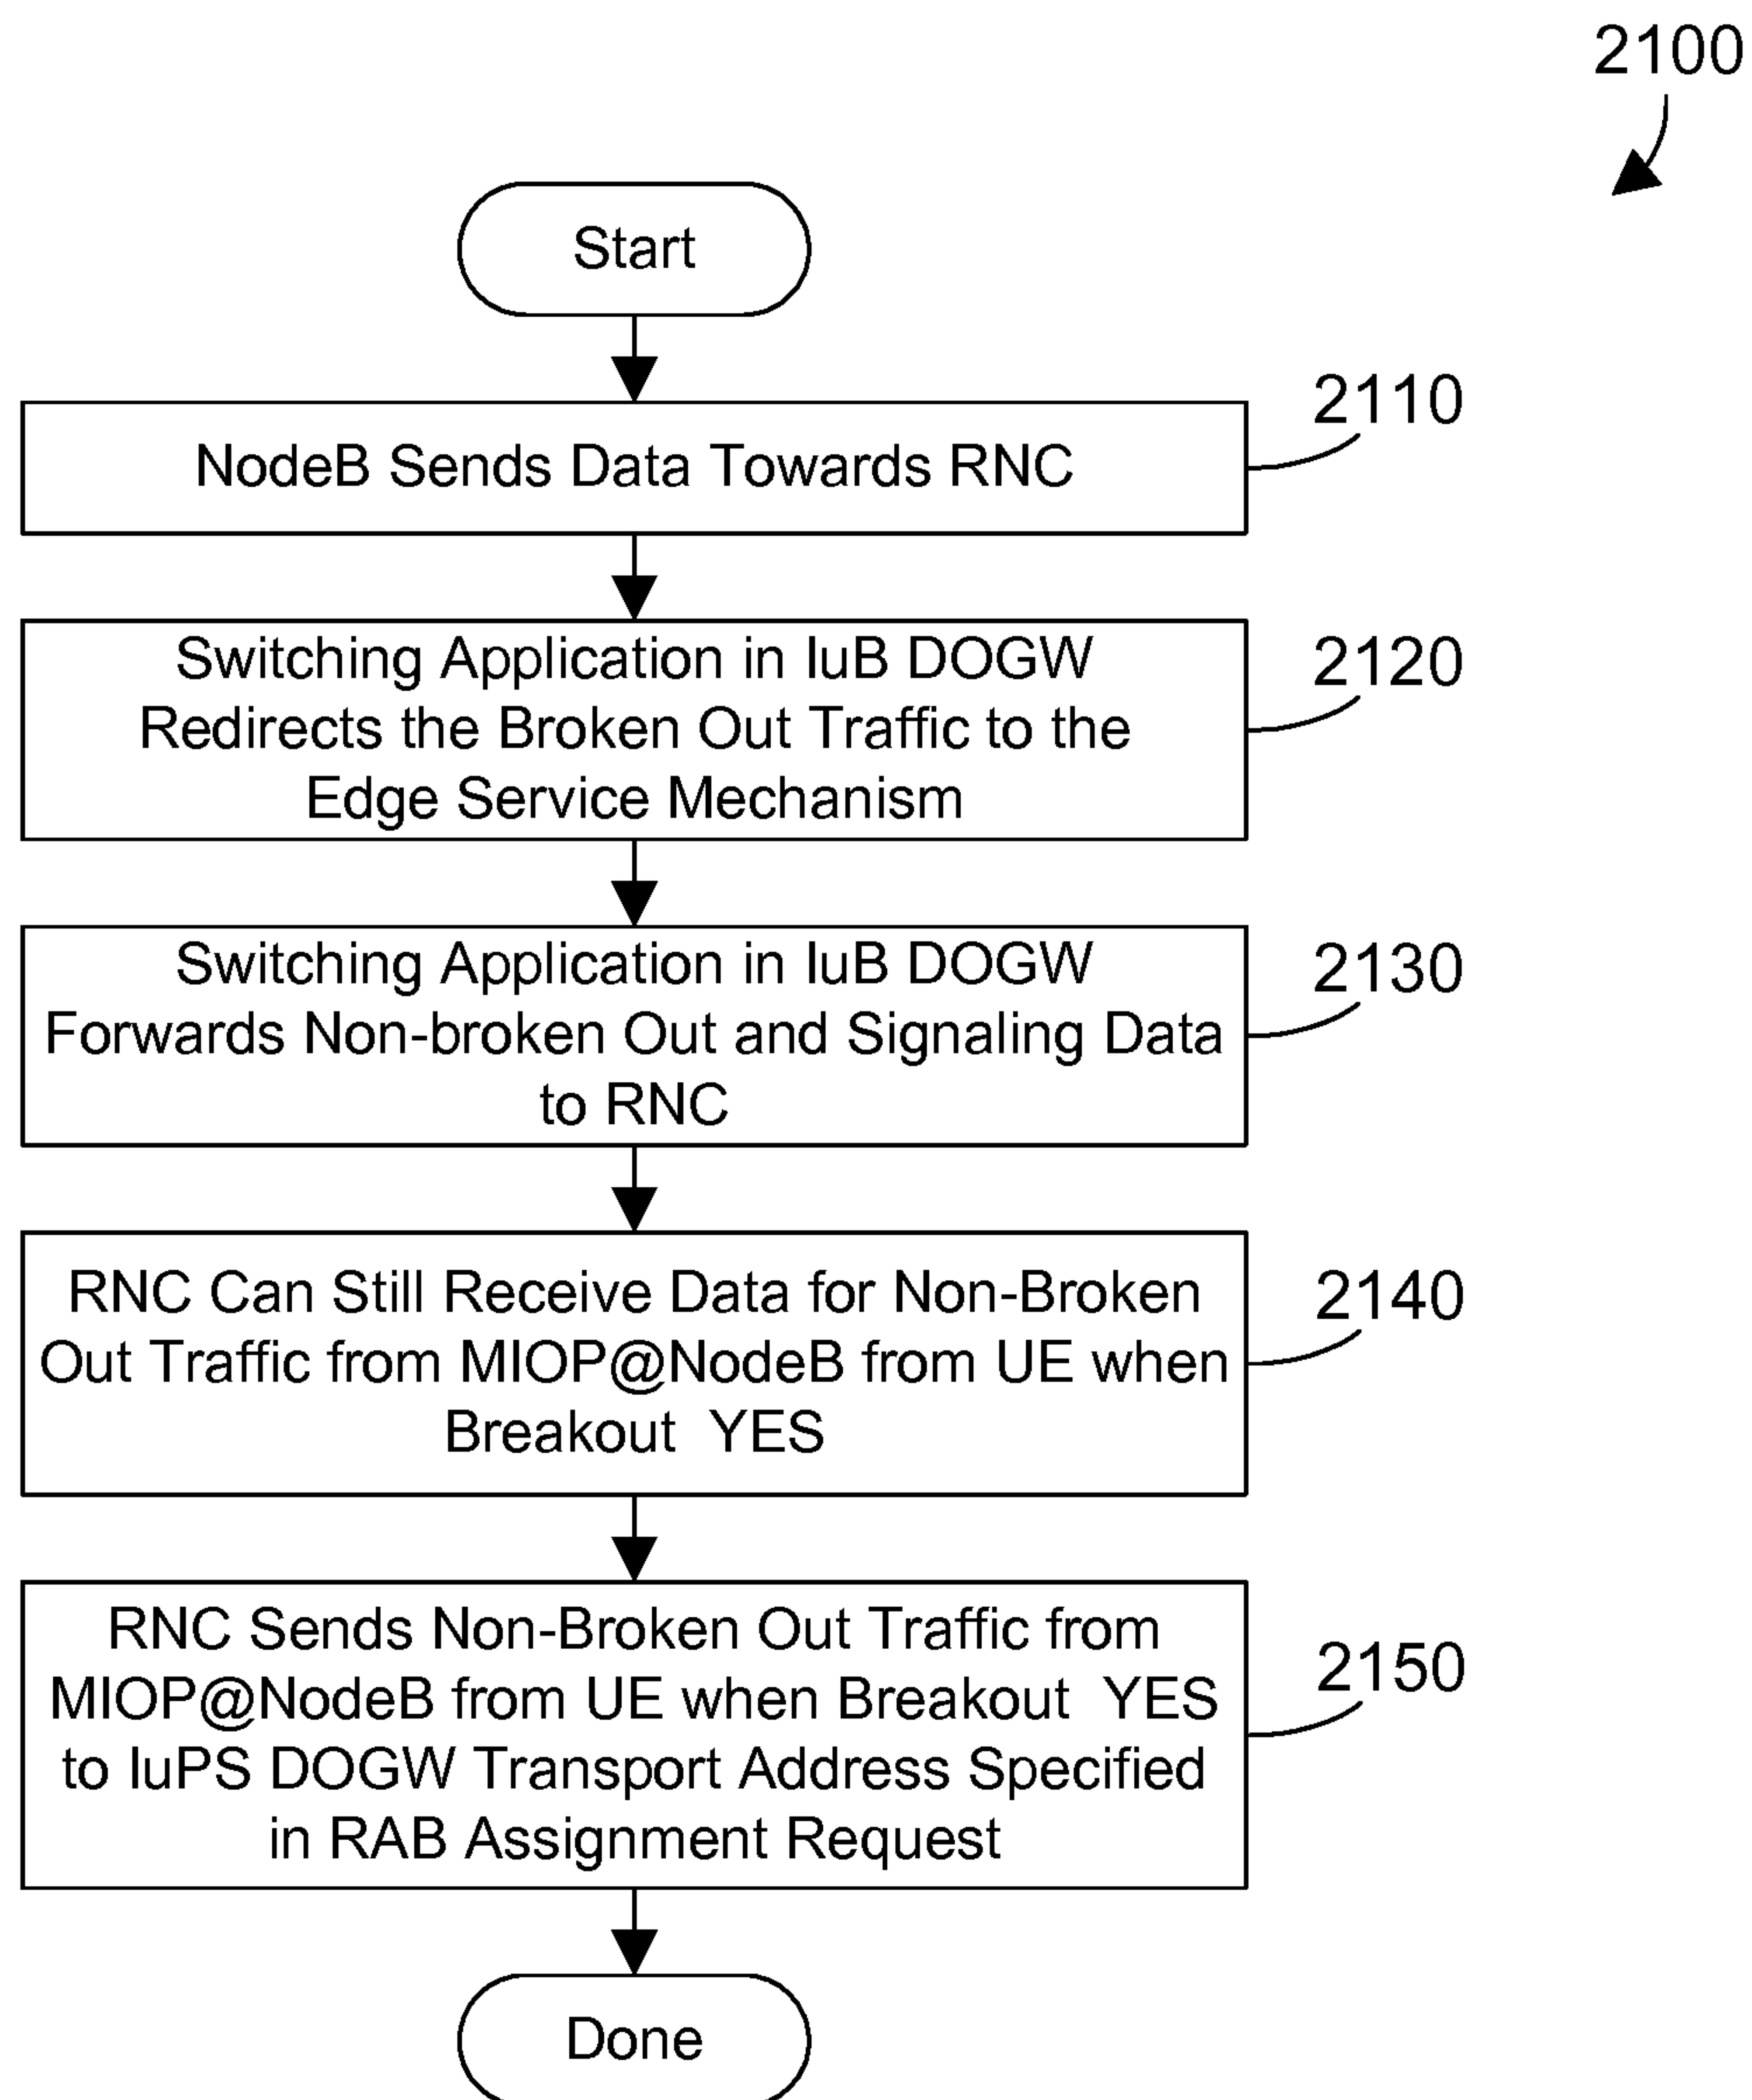 2100
Start
NodeB Sends Data Towards RNC
2110
Switching Application in IuB DOGW
Redirects the Broken Out Traffic to the
Edge Service Mechanism
2120
Switching Application in IuB DOGW
Forwards Non-broken Out and Signaling Data
to RNC
2130
RNC Can Still Receive Data for Non-Broken
Out Traffic from MIOP@NodeB from UE when
Breakout YES
2140
RNC Sends Non-Broken Out Traffic from
MIOP@NodeB from UE when Breakout YES
to IuPS DOGW Transport Address Specified
in RAB Assignment Request
2150
Done